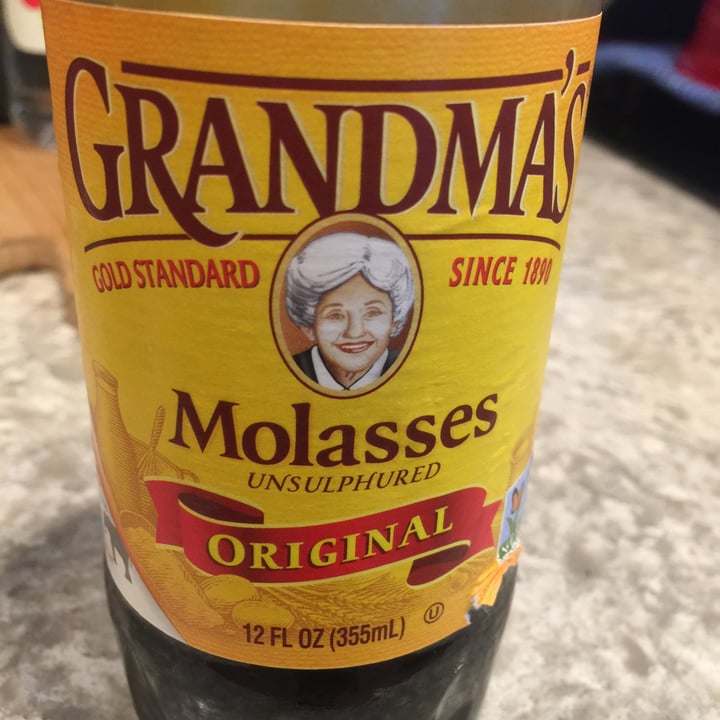 GRANDMA'S
GOLD STANDARD
SINCE 1890
Molasses
UNSULPHURED
ORIGINAL
12 FL OZ (355mL)
U